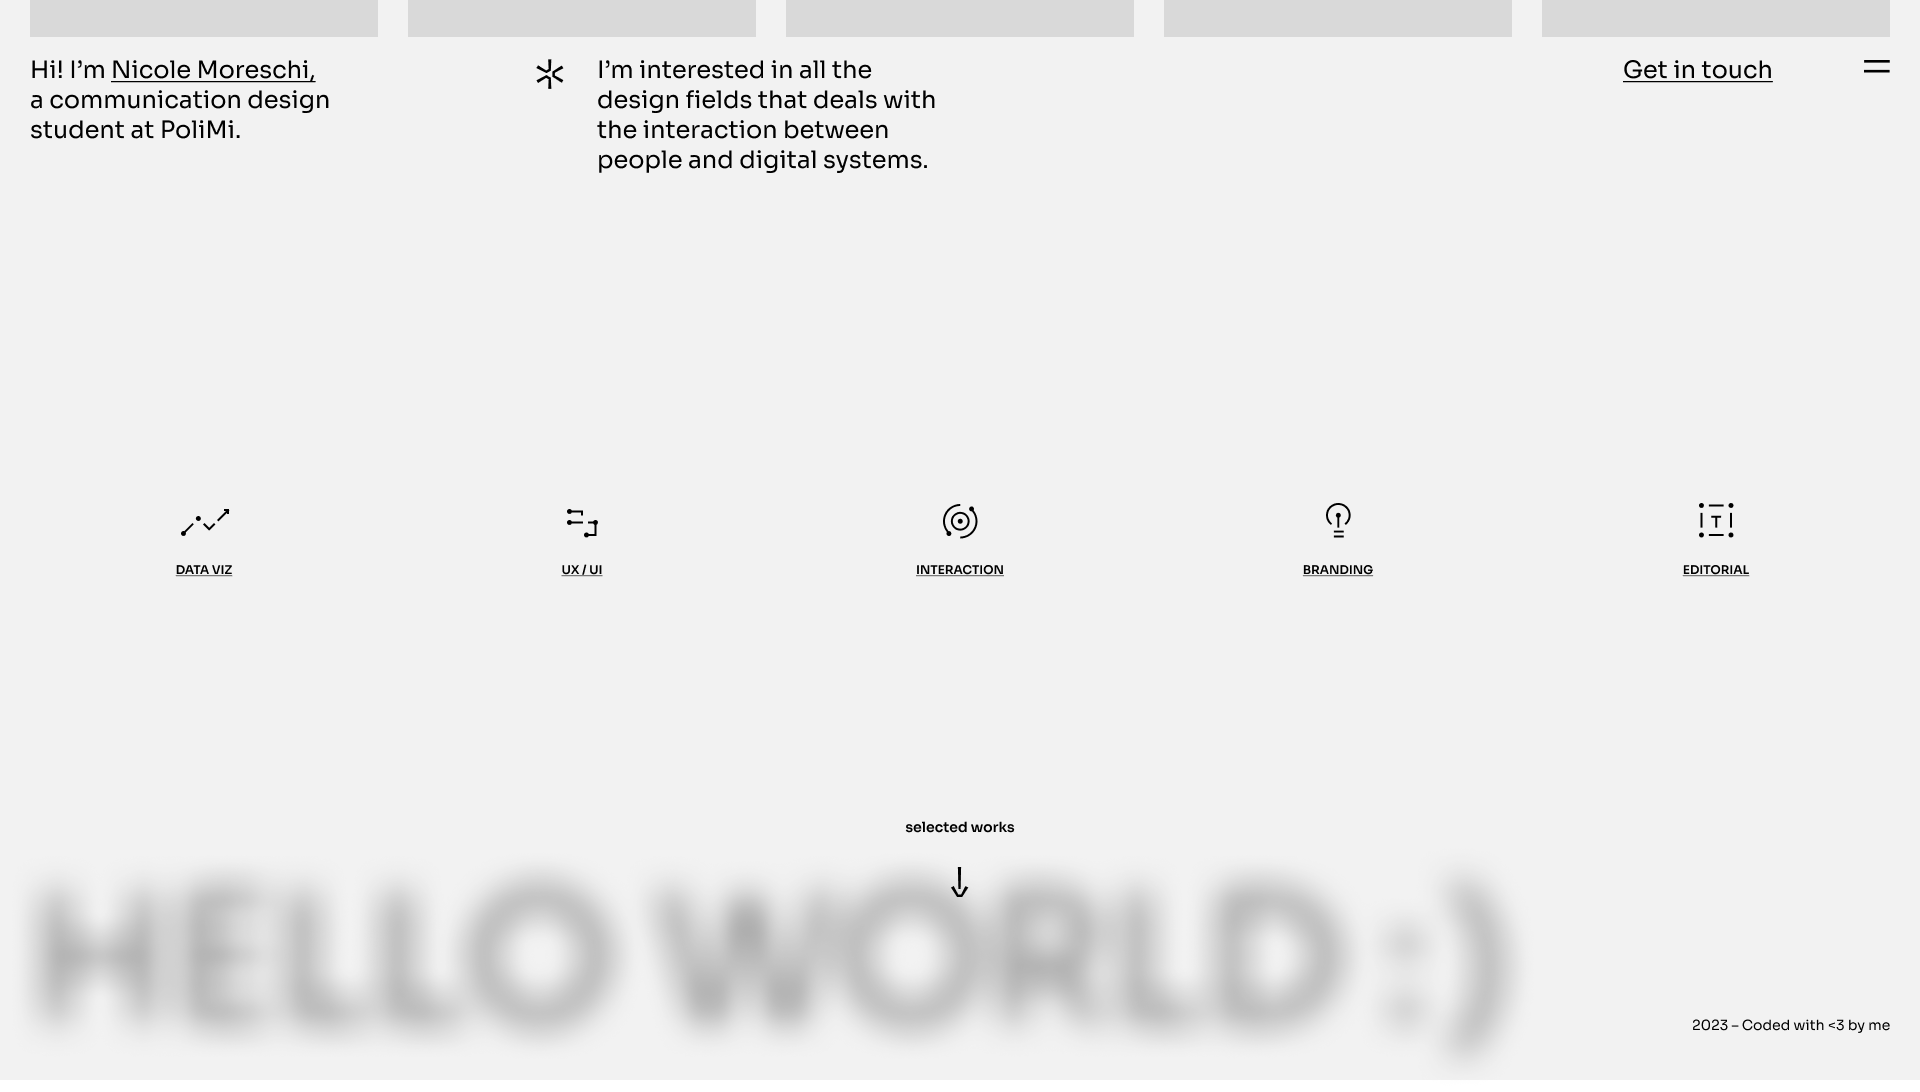 Hi! I’m Nicole Moreschi,
a communication design
student at PoliMi.
I’m interested in all the
design fields that deals with
the interaction between
people and digital systems.
Get in touch
DATA VIZ
UX / UI
INTERACTION
BRANDING
T
EDITORIAL
selected works
HELLO WORLD :)
2023 – Coded with <3 by me